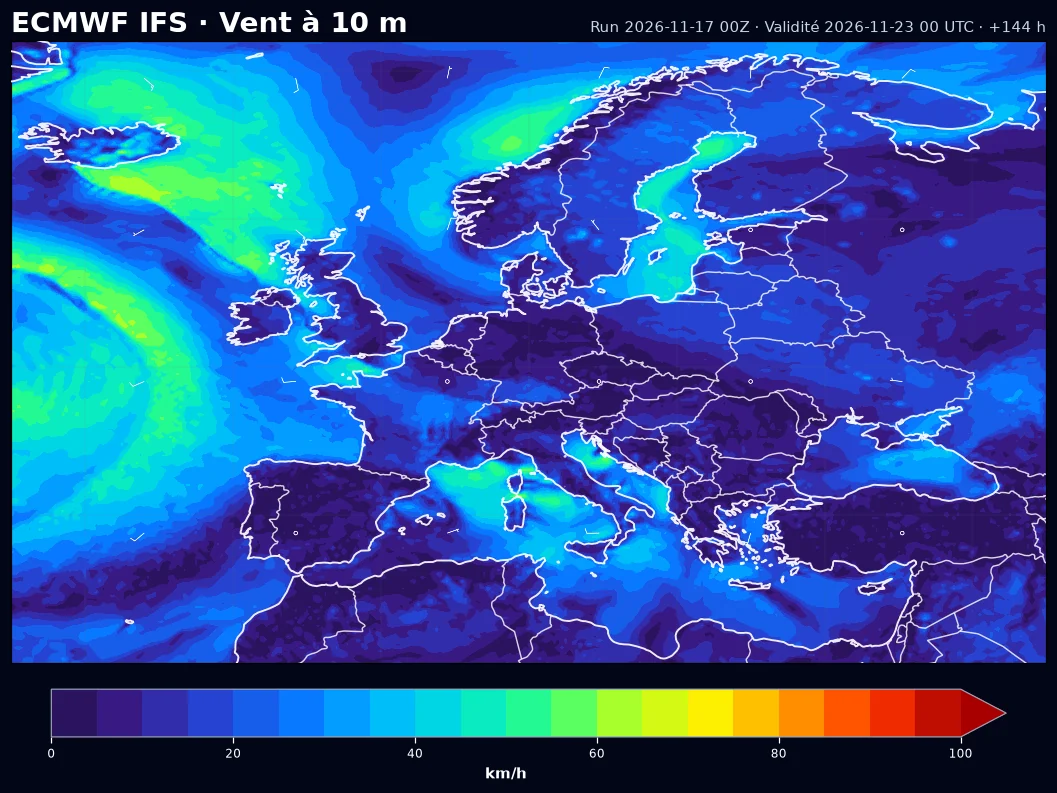 ECMWF IFS · Vent à 10 m
Run 2026-11-17 00Z · Validité 2026-11-23 00 UTC · +144 h
0 20 40 60 80 100
km/h